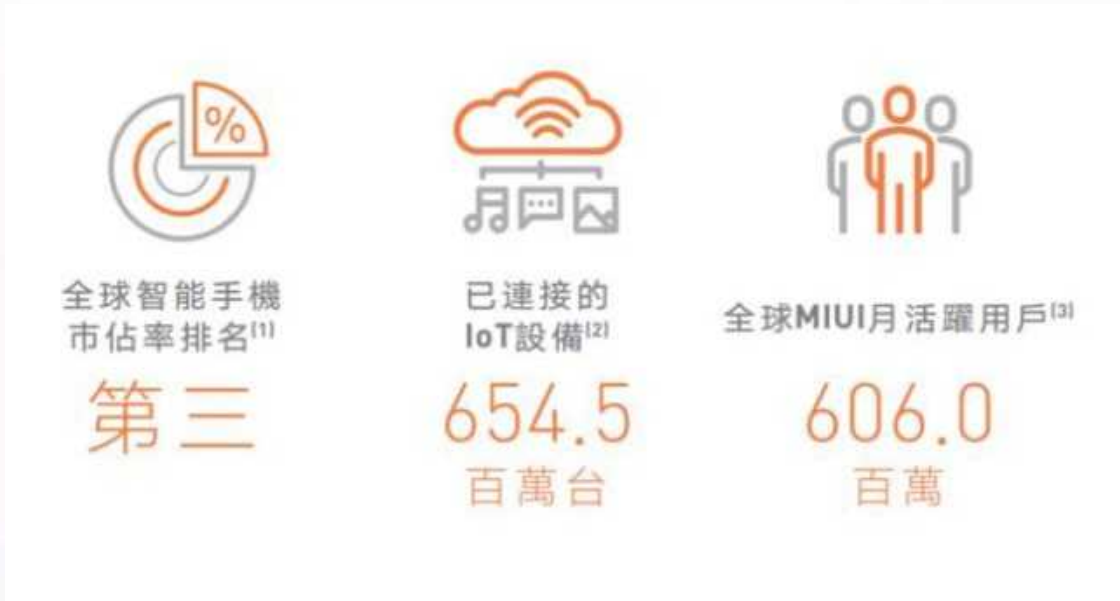 %
全球智能手機
市佔率排名(1)
第三
已連接的
IoT設備(2)
654.5
百萬台
全球MIUI月活躍用戶(3)
606.0
百萬